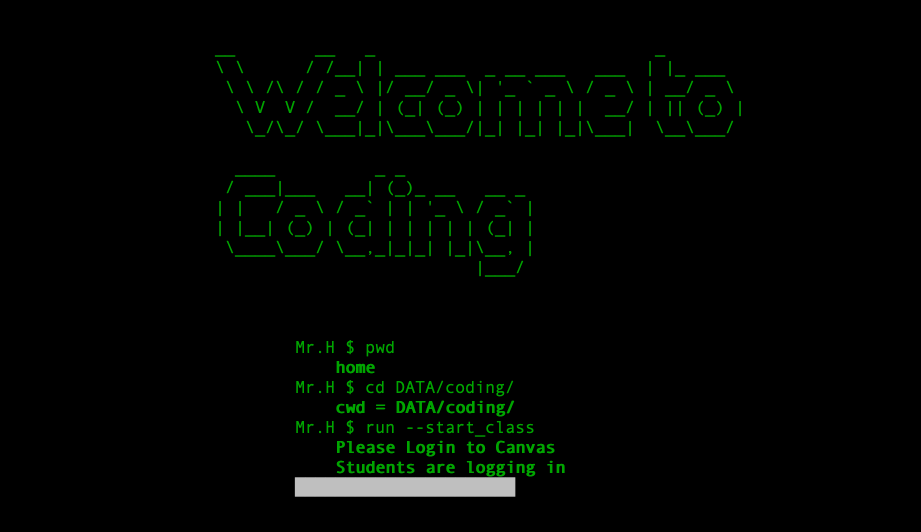 Welcome to
Coding
Mr.H $ pwd
home
Mr.H $ cd DATA/coding/
cwd = DATA/coding/
Mr.H $ run --start_class
Please Login to Canvas
Students are logging in